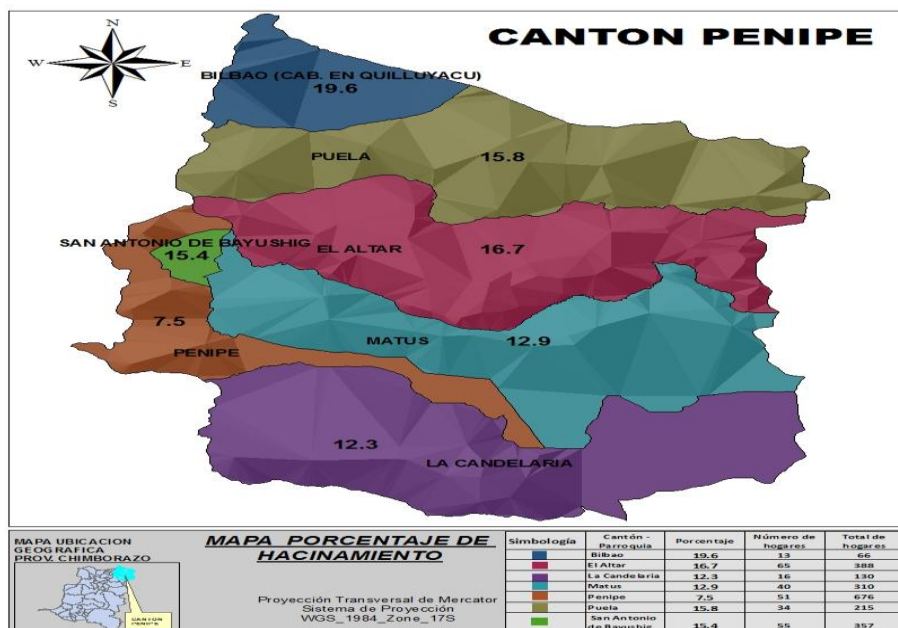 CANTON PENIPE
N
W E
S
BILBAO (CAB. EN QUILLUYACU)
19.6
PUELA 15.8
SAN ANTONIO DE BAYUSHIG
15.4
EL ALTAR 16.7
7.5
PENIPE
MATUS 12.9
12.3
LA CANDELARIA
MAPA UBICACION
GEOGRAFICA
PROV. CHIMBORAZO
CANTON
PENIPE
MAPA PORCENTAJE DE
HACINAMIENTO
Proyección Transversal de Mercator
Sistema de Proyección
WGS_1984_Zone_17S
Simbología Cantón - Parroquia Porcentaje Número de hogares Total de hogares
Bilbao 19.6 13 66
El Altar 16.7 65 388
La Candelaria 12.3 16 130
Matus 12.9 40 310
Penipe 7.5 51 676
Puela 15.8 34 215
San Antonio de Bayushig 15.4 55 357